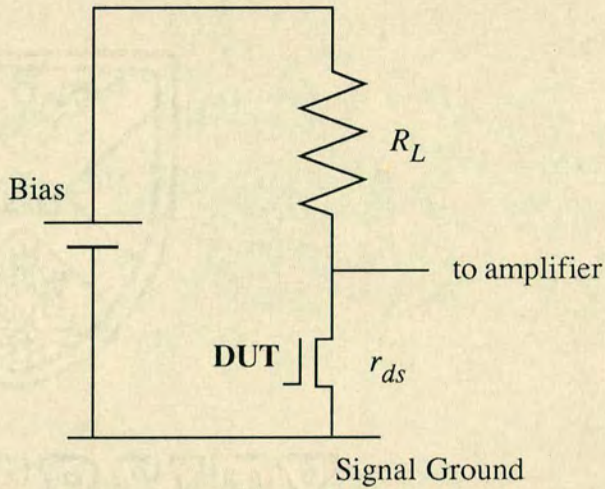 R_L
Bias
to amplifier
DUT
r_ds
Signal Ground